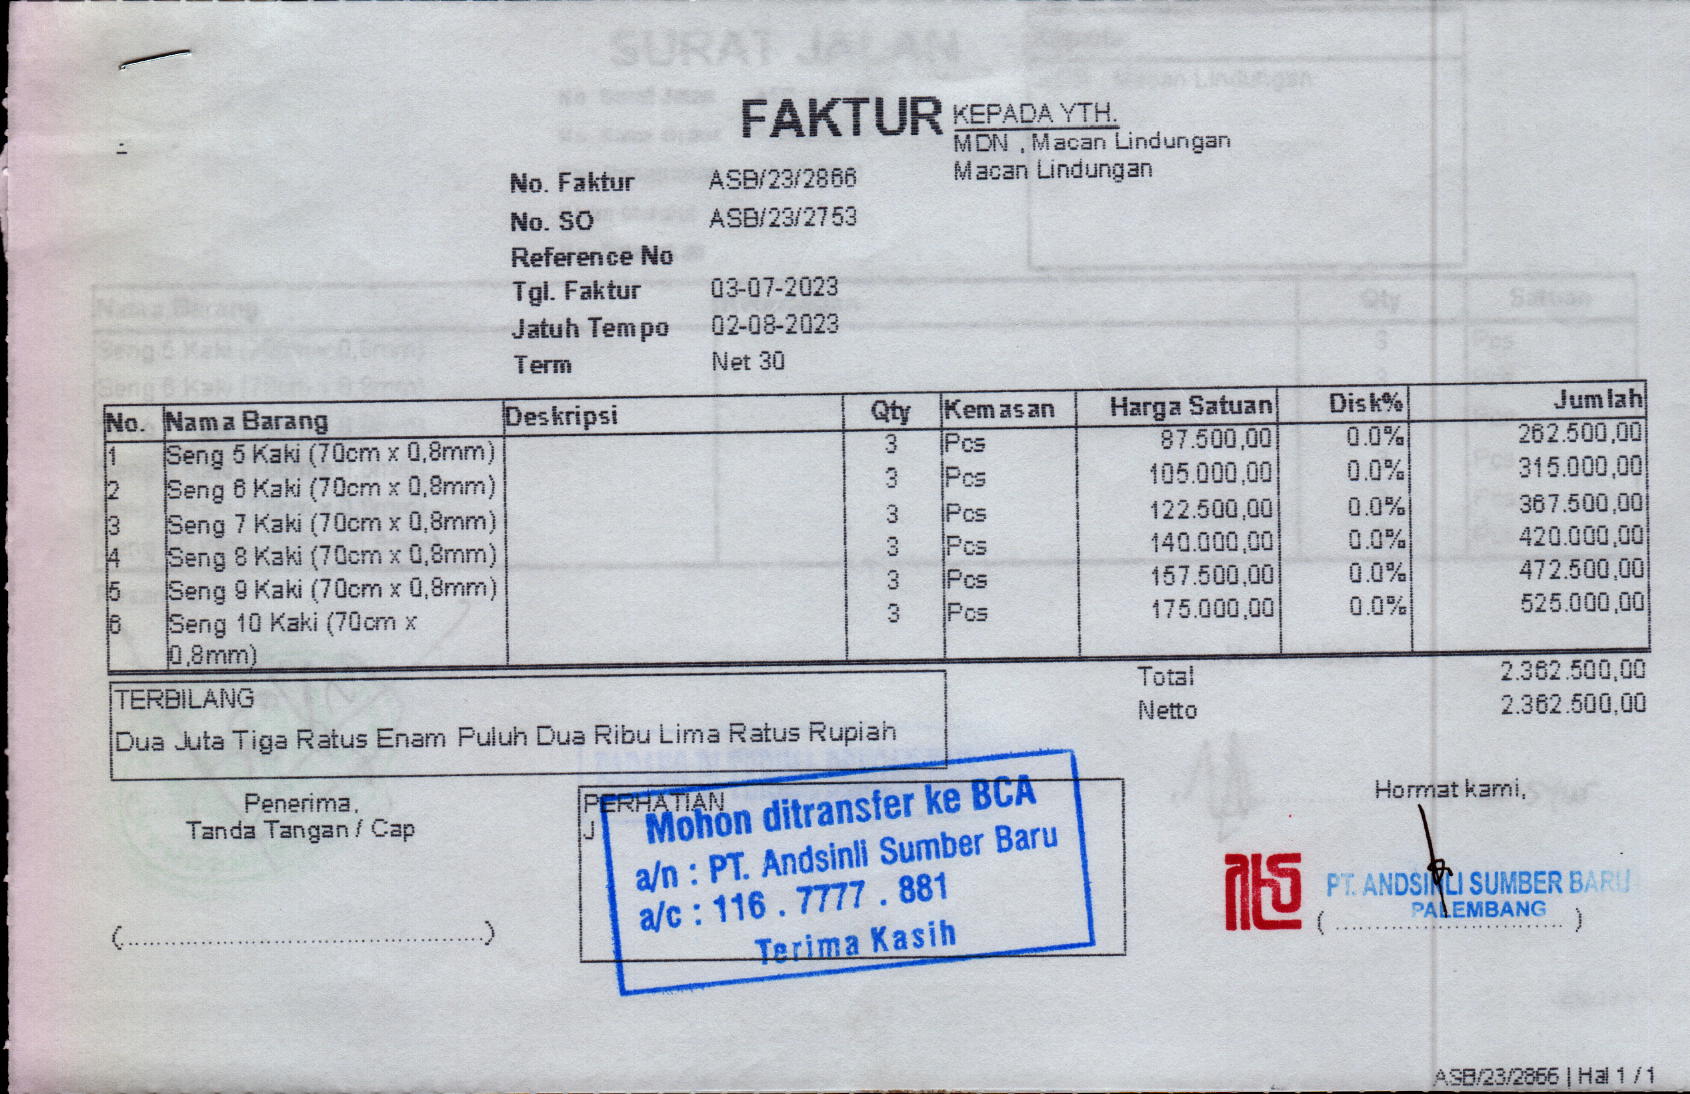 SURAT JALAN
FAKTUR
KEPADA YTH.
MDN , Macan Lindungan
Macan Lindungan
No. Faktur ASB/23/2866
No. SO ASB/23/2753
Reference No
Tgl. Faktur 03-07-2023
Jatuh Tempo 02-08-2023
Term Net 30
No. Nama Barang Deskripsi Qty Kemasan Harga Satuan Disk% Jumlah
1 Seng 5 Kaki (70cm x 0,8mm) 3 Pcs 87.500,00 0.0% 262.500,00
2 Seng 6 Kaki (70cm x 0,8mm) 3 Pcs 105.000,00 0.0% 315.000,00
3 Seng 7 Kaki (70cm x 0,8mm) 3 Pcs 122.500,00 0.0% 367.500,00
4 Seng 8 Kaki (70cm x 0,8mm) 3 Pcs 140.000,00 0.0% 420.000,00
5 Seng 9 Kaki (70cm x 0,8mm) 3 Pcs 157.500,00 0.0% 472.500,00
6 Seng 10 Kaki (70cm x 3 Pcs 175.000,00 0.0% 525.000,00
0,8mm)
Total 2.362.500,00
Netto 2.362.500,00
TERBILANG
Dua Juta Tiga Ratus Enam Puluh Dua Ribu Lima Ratus Rupiah
Penerima,
Tanda Tangan / Cap
(................................................)
PERHATIAN
J
Mohon ditransfer ke BCA
a/n : PT. Andsinli Sumber Baru
a/c : 116 . 7777 . 881
Terima Kasih
Hormat kami,
PT. ANDSINLI SUMBER BARU
PALEMBANG
( .............................. )
ASB/23/2866 | Hal 1 / 1